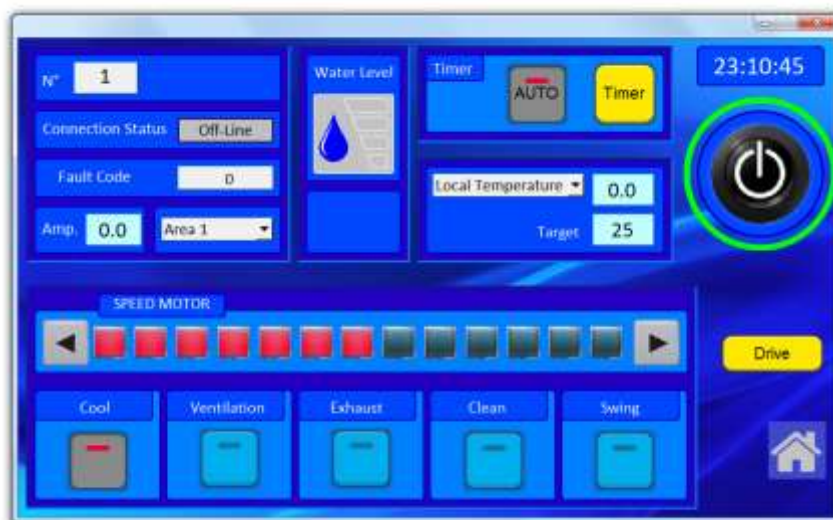 N° 1
Connection Status Off-Line
Fault Code 0
Amp. 0.0 Area 1
Water Level
Timer AUTO Timer
Local Temperature 0.0
Target 25
23:10:45
SPEED MOTOR
Drive
Cool Ventilation Exhaust Clean Swing